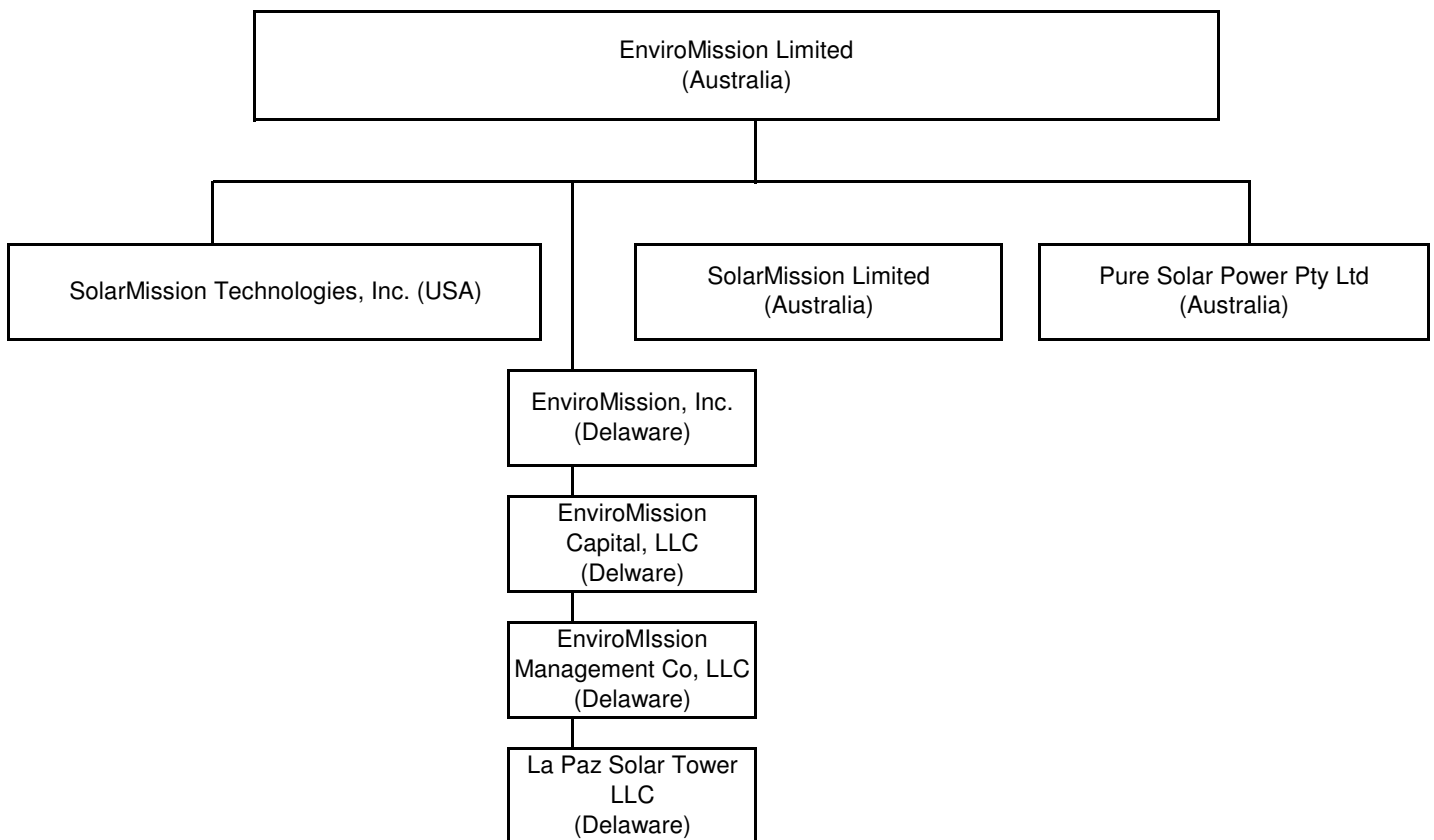 EnviroMission Limited
(Australia)
SolarMission Technologies, Inc. (USA)
SolarMission Limited
(Australia)
Pure Solar Power Pty Ltd
(Australia)
EnviroMission, Inc.
(Delaware)
EnviroMission
Capital, LLC
(Delware)
EnviroMIssion
Management Co, LLC
(Delaware)
La Paz Solar Tower
LLC
(Delaware)